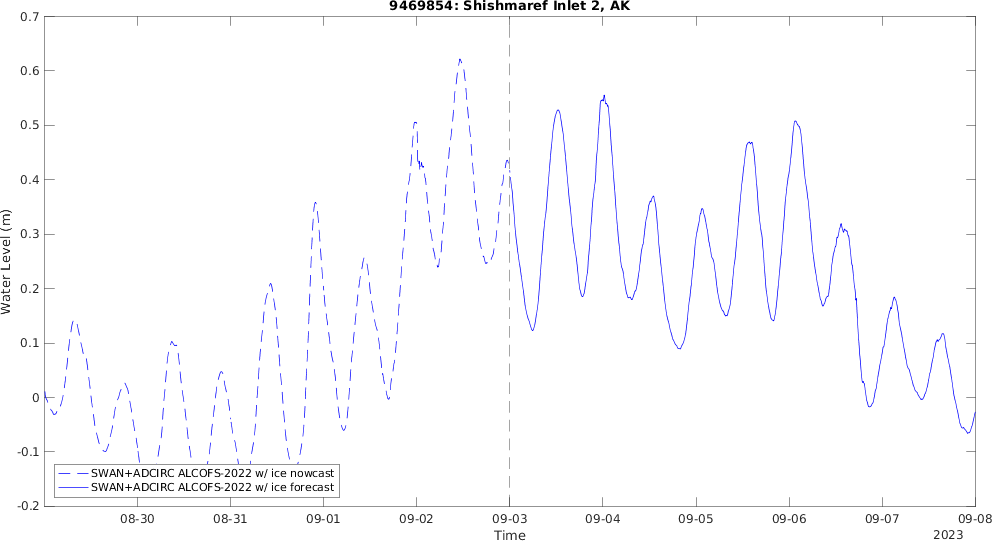 9469854: Shishmaref Inlet 2, AK
0.7
0.6
0.5
0.4
0.3
0.2
0.1
0
-0.1
-0.2
Water Level (m)
SWAN+ADCIRC ALCOFS-2022 w/ ice nowcast
SWAN+ADCIRC ALCOFS-2022 w/ ice forecast
08-30 08-31 09-01 09-02 09-03 09-04 09-05 09-06 09-07 09-08
Time
2023